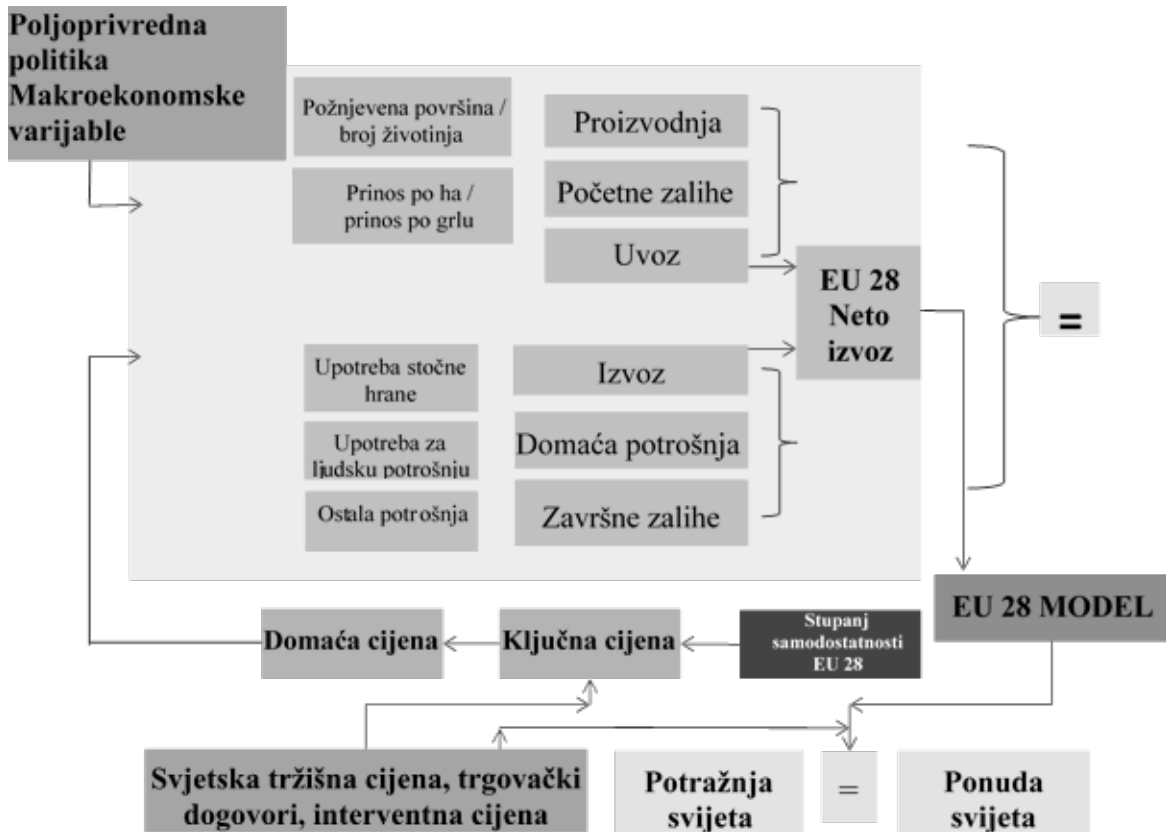 Poljoprivredna
politika
Makroekonomske
varijable
Požnjevena površina /
broj životinja
Proizvodnja
Prinos po ha /
prinos po grlu
Početne zalihe
Uvoz
EU 28
Neto
izvoz
=
Upotreba stočne
hrane
Izvoz
Upotreba za
ljudsku potrošnju
Domaća potrošnja
Ostala potrošnja
Završne zalihe
EU 28 MODEL
Domaća cijena
Ključna cijena
Stupanj
samodostatnosti
EU 28
Svjetska tržišna cijena, trgovački
dogovori, interventna cijena
Potražnja
svijeta
=
Ponuda
svijeta